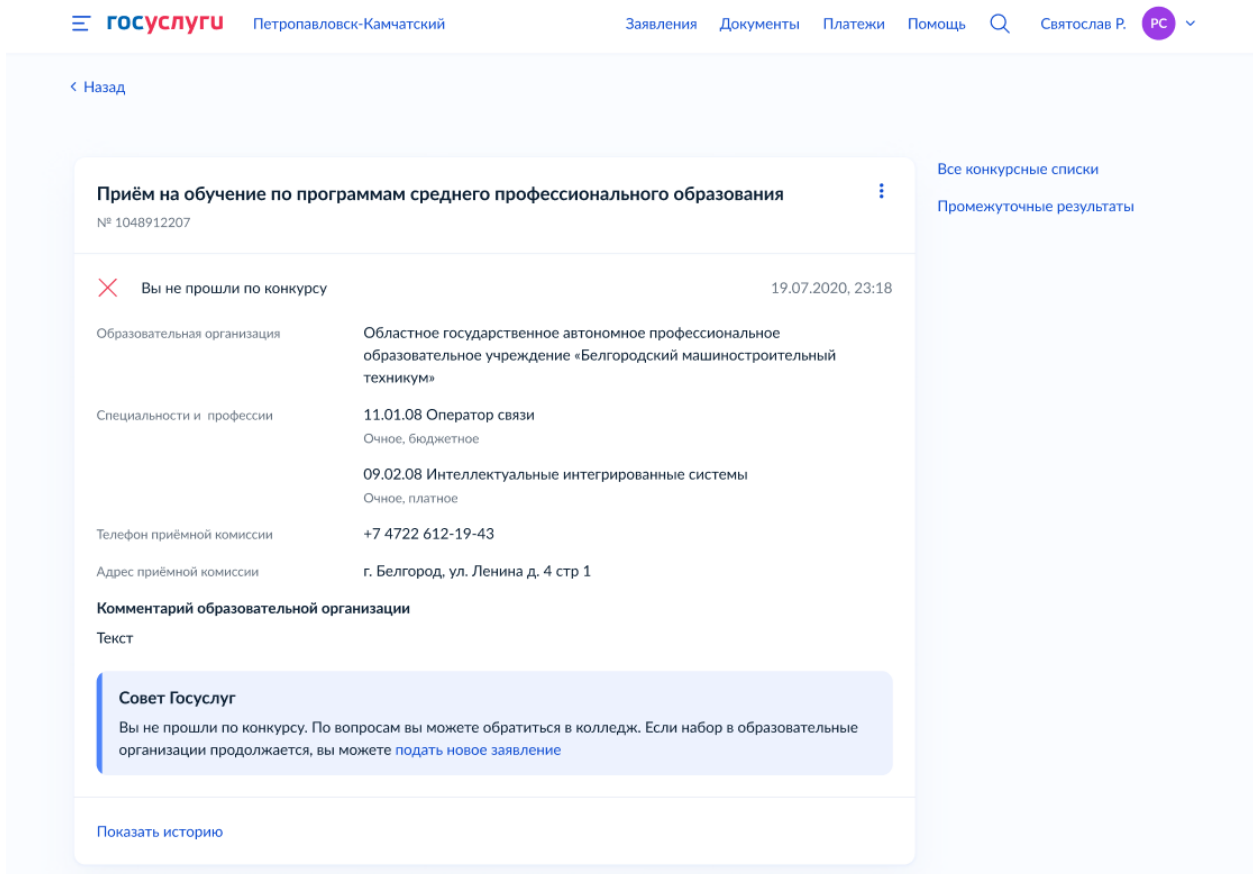 госуслуги Петропавловск-Камчатский Заявления Документы Платежи Помощь Святослав Р. РС
Назад
Приём на обучение по программам среднего профессионального образования
№ 1048912207
Все конкурсные списки
Промежуточные результаты
Вы не прошли по конкурсу 19.07.2020, 23:18
Образовательная организация Областное государственное автономное профессиональное
образовательное учреждение «Белгородский машиностроительный
техникум»
Специальности и профессии 11.01.08 Оператор связи
Очное, бюджетное
09.02.08 Интеллектуальные интегрированные системы
Очное, платное
Телефон приёмной комиссии +7 4722 612-19-43
Адрес приёмной комиссии г. Белгород, ул. Ленина д. 4 стр 1
Комментарий образовательной организации
Текст
Совет Госуслуг
Вы не прошли по конкурсу. По вопросам вы можете обратиться в колледж. Если набор в образовательные
организации продолжается, вы можете подать новое заявление
Показать историю